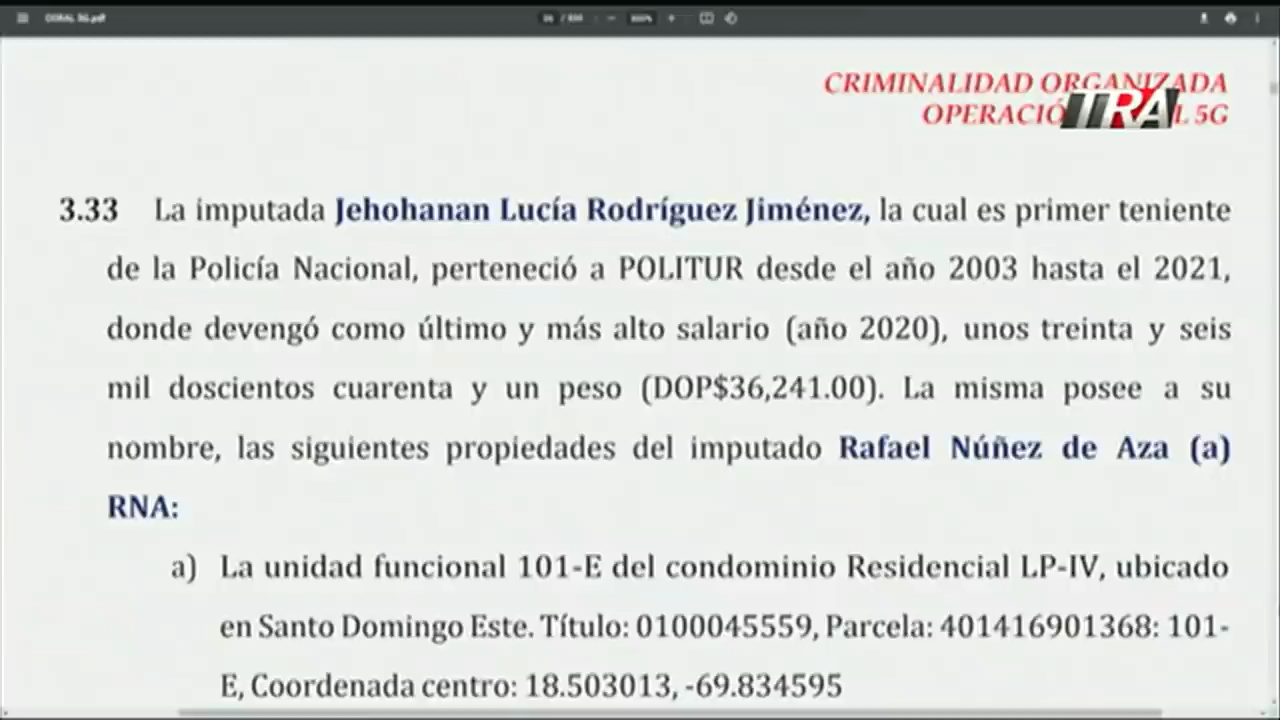 CORAL 5G.pdf
CRIMINALIDAD ORGANIZADA
OPERACIÓ L 5G
TRA
3.33 La imputada Jehohanan Lucía Rodríguez Jiménez, la cual es primer teniente
de la Policía Nacional, perteneció a POLITUR desde el año 2003 hasta el 2021,
donde devengó como último y más alto salario (año 2020), unos treinta y seis
mil doscientos cuarenta y un peso (DOP$36,241.00). La misma posee a su
nombre, las siguientes propiedades del imputado Rafael Núñez de Aza (a)
RNA:
a) La unidad funcional 101-E del condominio Residencial LP-IV, ubicado
en Santo Domingo Este. Título: 0100045559, Parcela: 401416901368: 101-
E, Coordenada centro: 18.503013, -69.834595